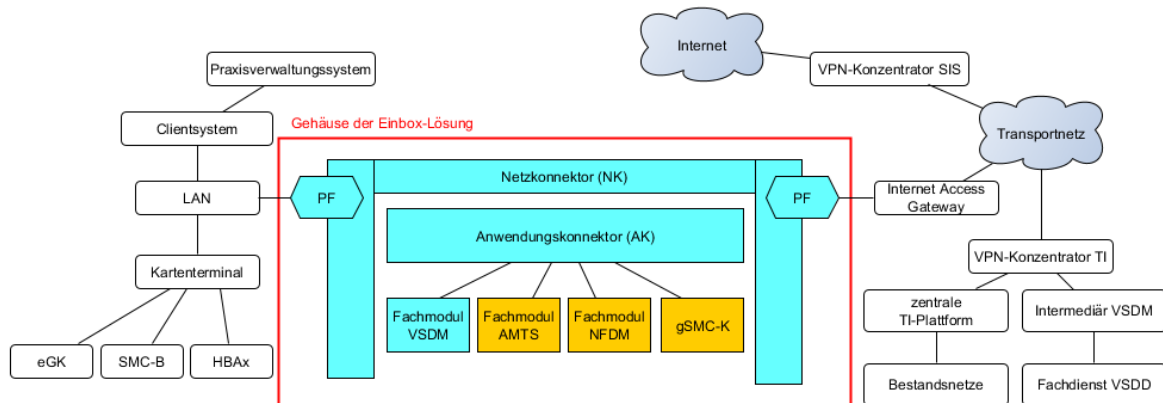 Internet
VPN-Konzentrator SIS
Praxisverwaltungssystem
Clientsystem
Gehäuse der Einbox-Lösung
Transportnetz
LAN
PF
Netzkonnektor (NK)
PF
Internet Access
Gateway
Anwendungskonnektor (AK)
Kartenterminal
VPN-Konzentrator TI
Fachmodul
VSDM
Fachmodul
AMTS
Fachmodul
NFDM
gSMC-K
zentrale
TI-Plattform
Intermediär VSDM
eGK
SMC-B
HBAx
Bestandsnetze
Fachdienst VSDD